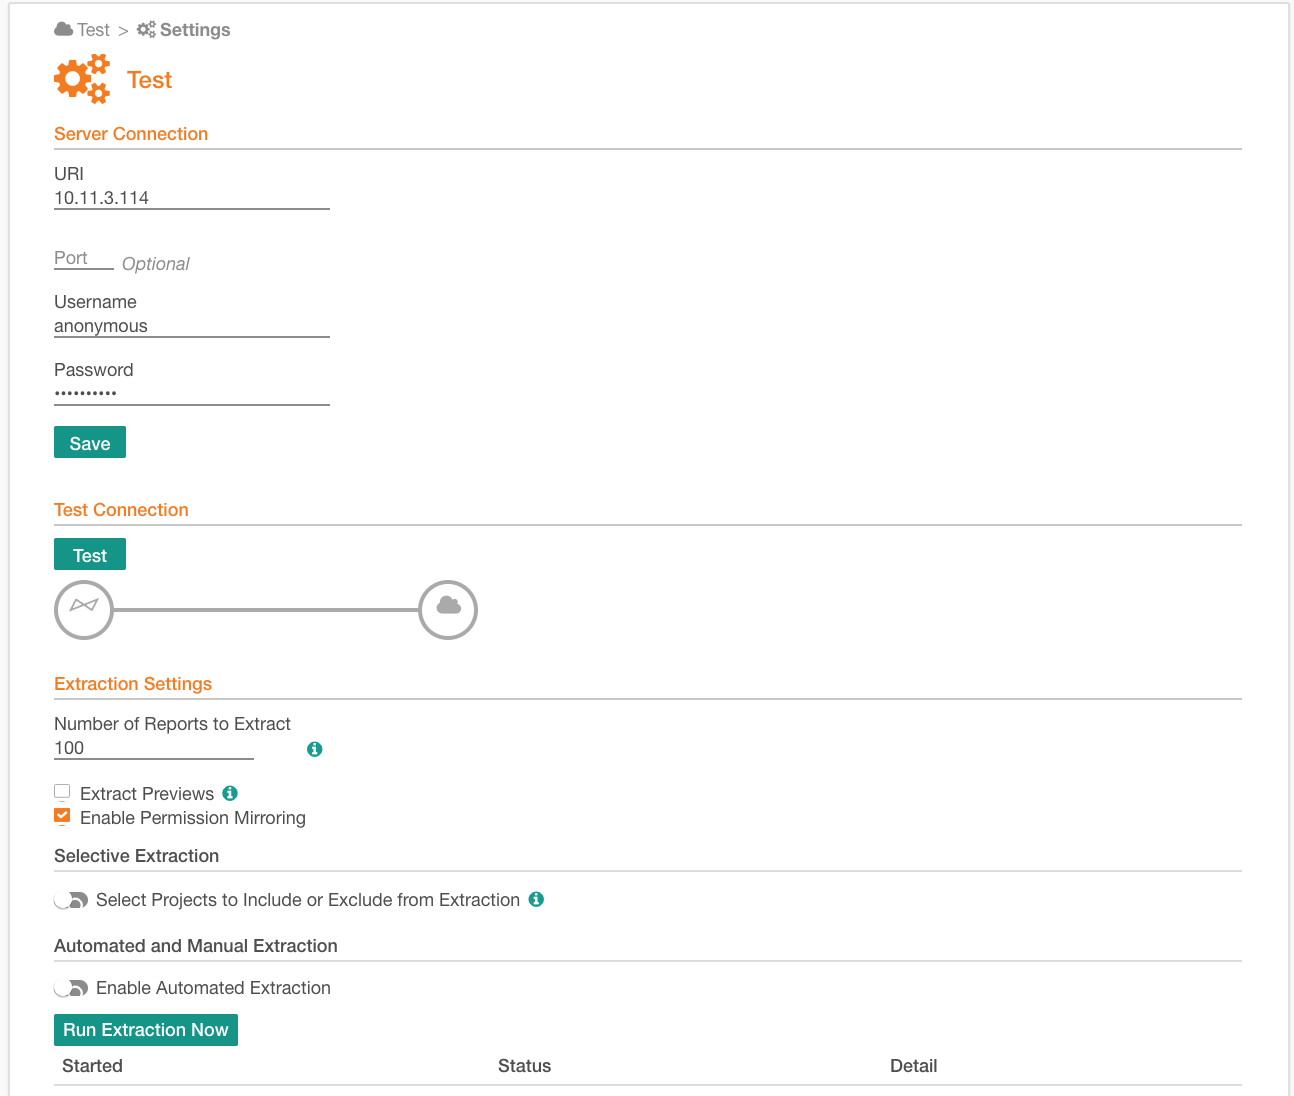 Test > Settings
Test
Server Connection
URI
10.11.3.114
Port Optional
Username
anonymous
Password
••••••••••
Save
Test Connection
Test
Extraction Settings
Number of Reports to Extract
100
Extract Previews
Enable Permission Mirroring
Selective Extraction
Select Projects to Include or Exclude from Extraction
Automated and Manual Extraction
Enable Automated Extraction
Run Extraction Now
Started Status Detail